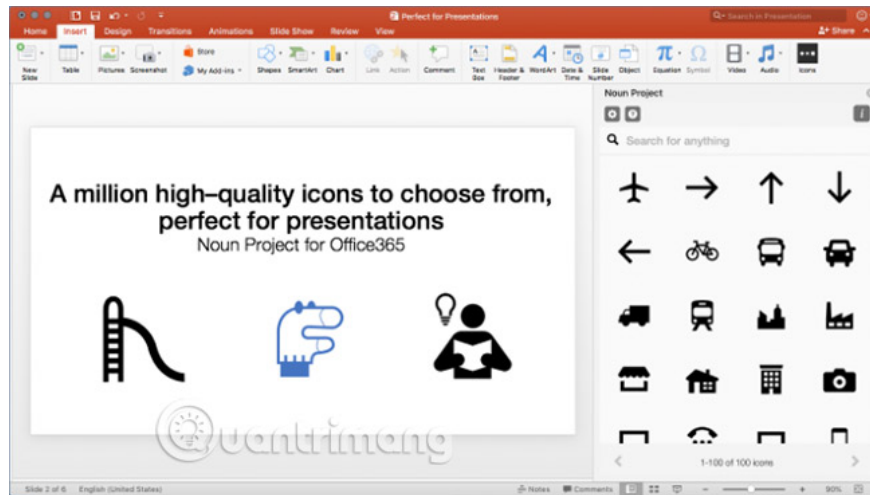 Perfect for Presentations
Search in Presentation
Home Insert Design Transitions Animations Slide Show Review View
Share
New Slide
Table
Pictures
Screenshot
Store
My Add-ins
Shapes
SmartArt
Chart
Link
Action
Comment
Text Box
Header & Footer
WordArt
Date & Time
Slide Number
Object
Equation
Symbol
Video
Audio
Icons
Noun Project
Search for anything
A million high–quality icons to choose from,
perfect for presentations
Noun Project for Office365
Quantrimang
1-100 of 100 icons
Slide 2 of 6 English (United States) Notes Comments 90%